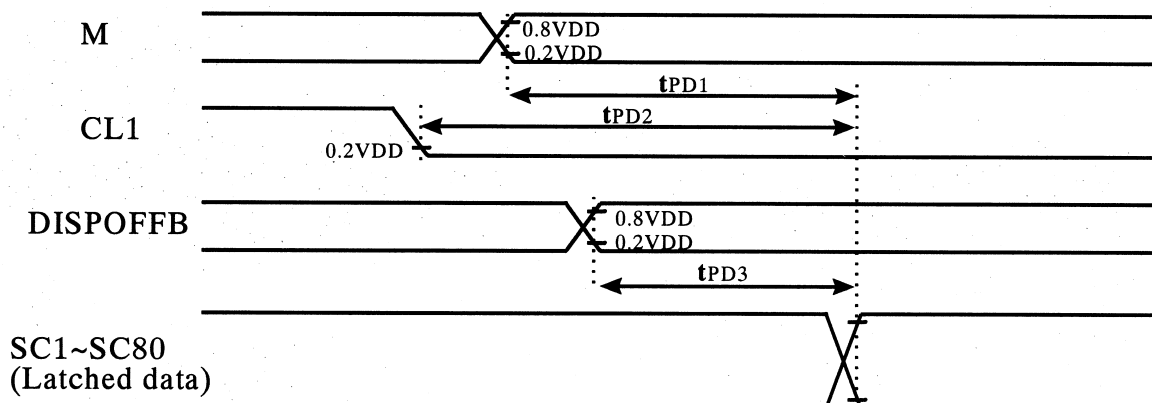 M
0.8VDD
0.2VDD
tPD1
CL1
tPD2
0.2VDD
DISPOFFB
0.8VDD
0.2VDD
tPD3
SC1~SC80
(Latched data)